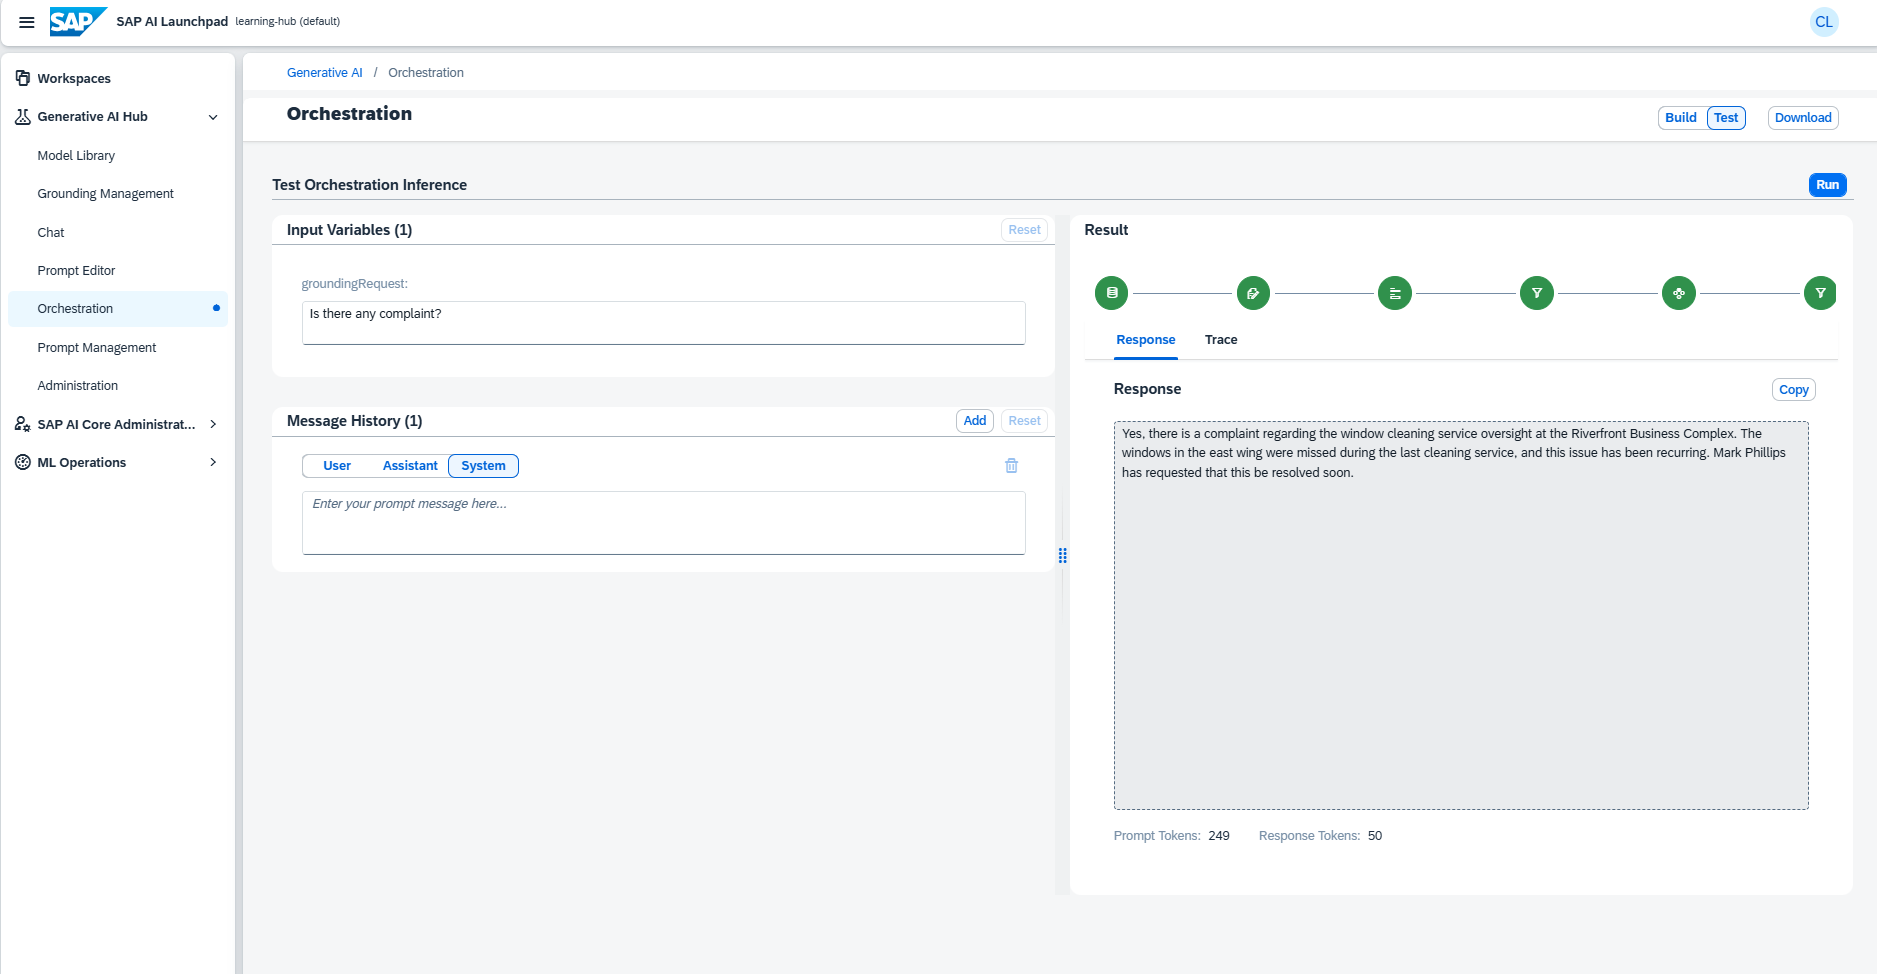 SAP SAP AI Launchpad learning-hub (default) CL
Workspaces
Generative AI Hub
Model Library
Grounding Management
Chat
Prompt Editor
Orchestration
Prompt Management
Administration
SAP AI Core Administrat...
ML Operations
Generative AI / Orchestration
Orchestration
Build Test Download
Test Orchestration Inference
Run
Input Variables (1)
Reset
groundingRequest:
Is there any complaint?
Message History (1)
Add Reset
User Assistant System
Enter your prompt message here...
Result
Response Trace
Response
Copy
Yes, there is a complaint regarding the window cleaning service oversight at the Riverfront Business Complex. The
windows in the east wing were missed during the last cleaning service, and this issue has been recurring. Mark Phillips
has requested that this be resolved soon.
Prompt Tokens: 249 Response Tokens: 50